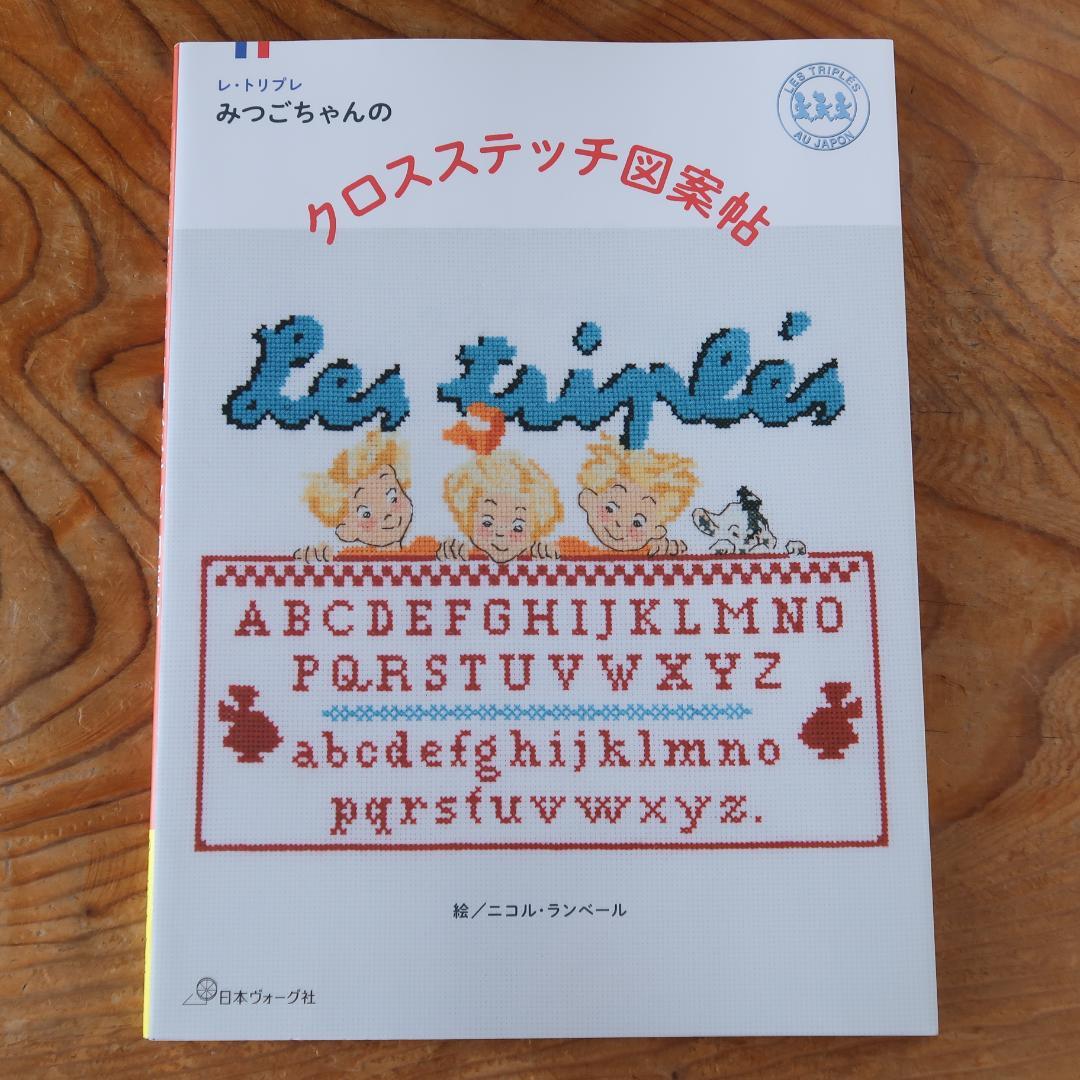 レ・トリプレ
みつごちゃんの
クロスステッチ図案帖
LES TRIPLÉS
AU JAPON
Les triplés
ABCDEFGHIJKLMNO
PQRSTUVWXYZ
abcdefghijklmno
pqrstuvwxyz.
絵／ニコル・ランベール
日本ヴォーグ社